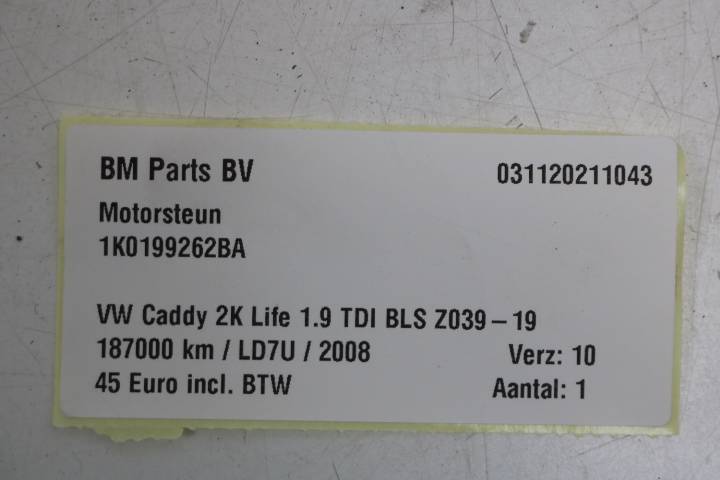 BM Parts BV 031120211043
Motorsteun
1K0199262BA
VW Caddy 2K Life 1.9 TDI BLS Z039 – 19
187000 km / LD7U / 2008 Verz: 10
45 Euro incl. BTW Aantal: 1